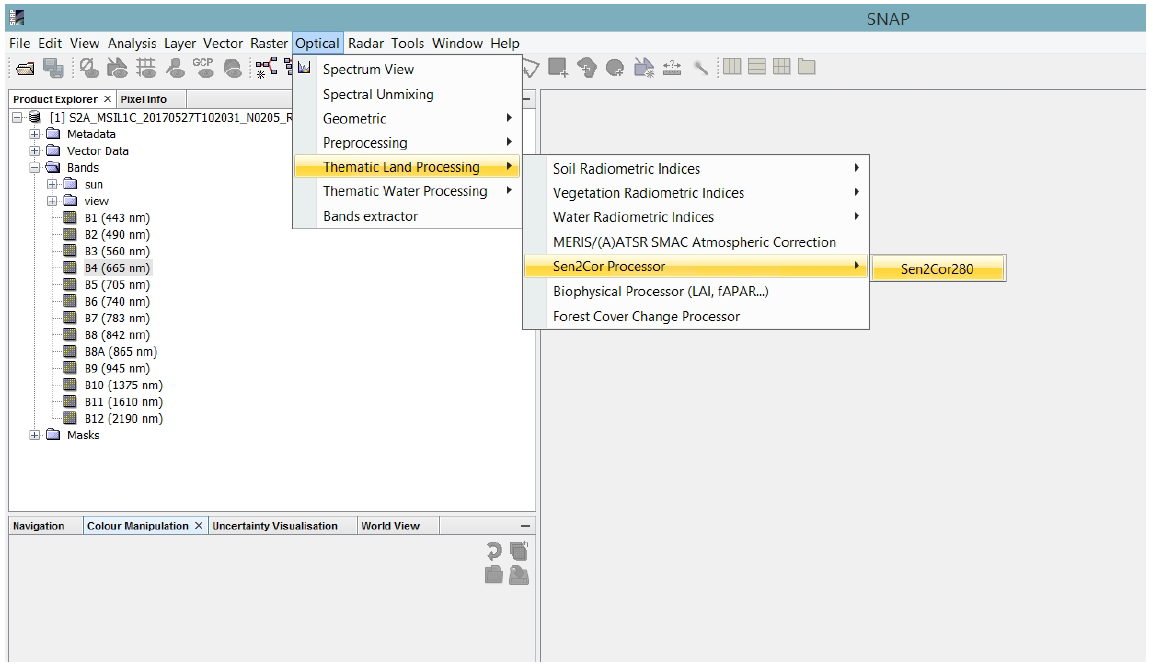 SNAP
SNAP
File Edit View Analysis Layer Vector Raster Optical Radar Tools Window Help
GCP
Product Explorer × Pixel Info
[1] S2A_MSIL1C_20170527T102031_N0205_R
Metadata
Vector Data
Bands
sun
view
B1 (443 nm)
B2 (490 nm)
B3 (560 nm)
B4 (665 nm)
B5 (705 nm)
B6 (740 nm)
B7 (783 nm)
B8 (842 nm)
B8A (865 nm)
B9 (945 nm)
B10 (1375 nm)
B11 (1610 nm)
B12 (2190 nm)
Masks
Spectrum View
Spectral Unmixing
Geometric
Preprocessing
Thematic Land Processing
Thematic Water Processing
Bands extractor
Soil Radiometric Indices
Vegetation Radiometric Indices
Water Radiometric Indices
MERIS/(A)ATSR SMAC Atmospheric Correction
Sen2Cor Processor
Biophysical Processor (LAI, fAPAR...)
Forest Cover Change Processor
Sen2Cor280
Navigation Colour Manipulation × Uncertainty Visualisation World View